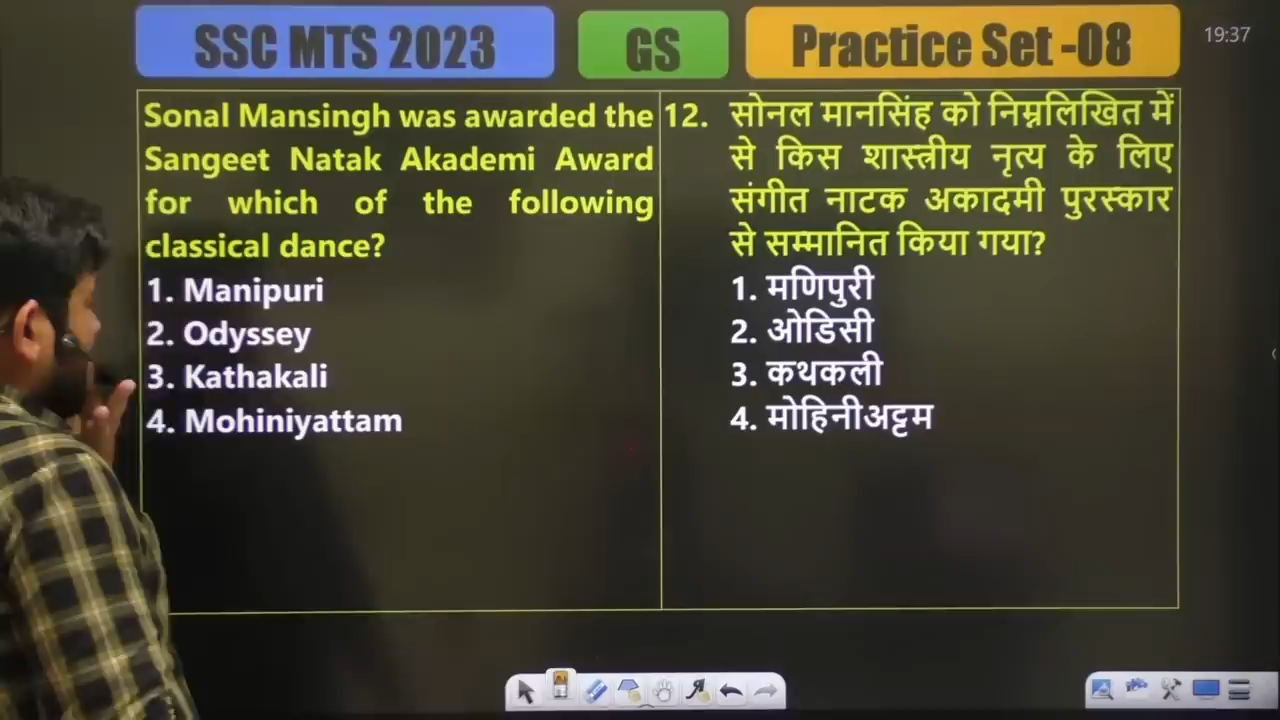 SSC MTS 2023
GS
Practice Set -08
19:37
Sonal Mansingh was awarded the
Sangeet Natak Akademi Award
for which of the following
classical dance?
1. Manipuri
2. Odyssey
3. Kathakali
4. Mohiniyattam
12. सोनल मानसिंह को निम्नलिखित में
से किस शास्त्रीय नृत्य के लिए
संगीत नाटक अकादमी पुरस्कार
से सम्मानित किया गया?
1. मणिपुरी
2. ओडिसी
3. कथकली
4. मोहिनीअट्टम